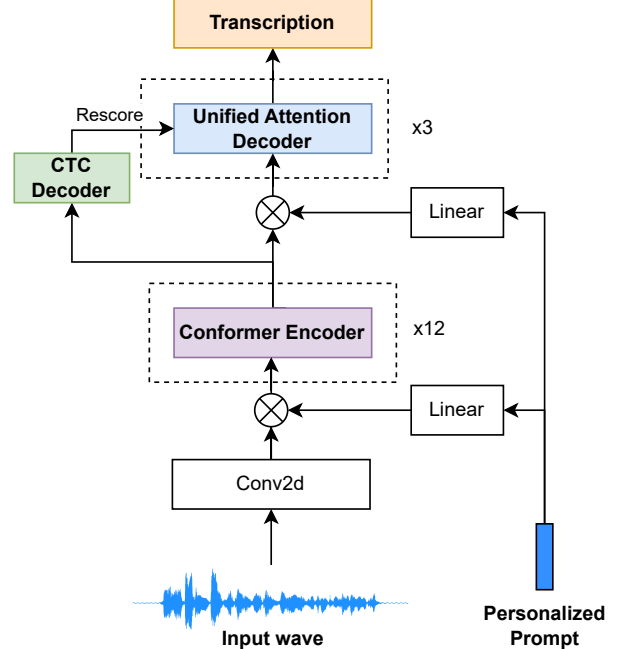 Transcription
Rescore
Unified Attention
Decoder
x3
CTC
Decoder
Linear
Conformer Encoder
x12
Linear
Conv2d
Input wave
Personalized
Prompt